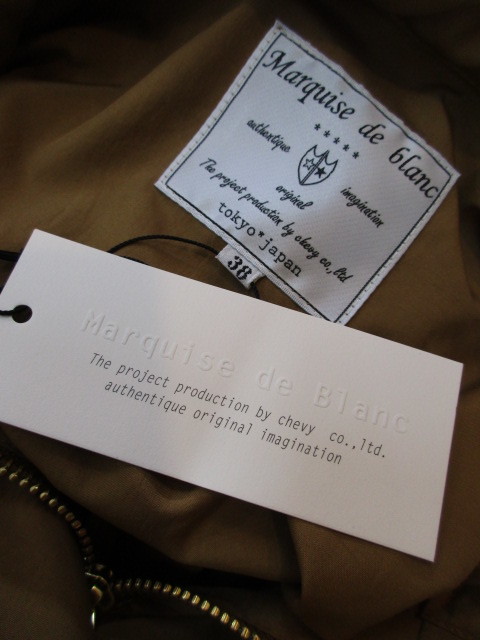 Marquise de blanc
authentique
original
imagination
The project production by chevy co,.ltd
tokyo*japan
38
Marquise de Blanc
The project production by chevy co.,ltd.
authentique original imagination